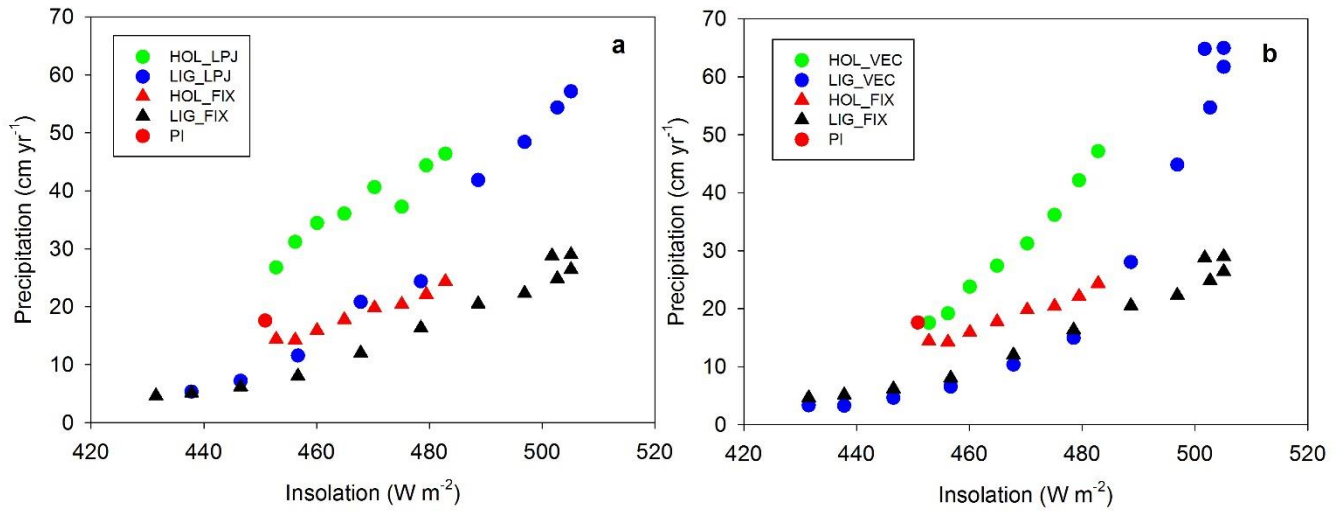 a
HOL_LPJ
LIG_LPJ
HOL_FIX
LIG_FIX
PI
Precipitation (cm yr⁻¹)
70
60
50
40
30
20
10
0
420 440 460 480 500 520
Insolation (W m⁻²)
b
HOL_VEC
LIG_VEC
HOL_FIX
LIG_FIX
PI
Precipitation (cm yr⁻¹)
70
60
50
40
30
20
10
0
420 440 460 480 500 520
Insolation (W m⁻²)